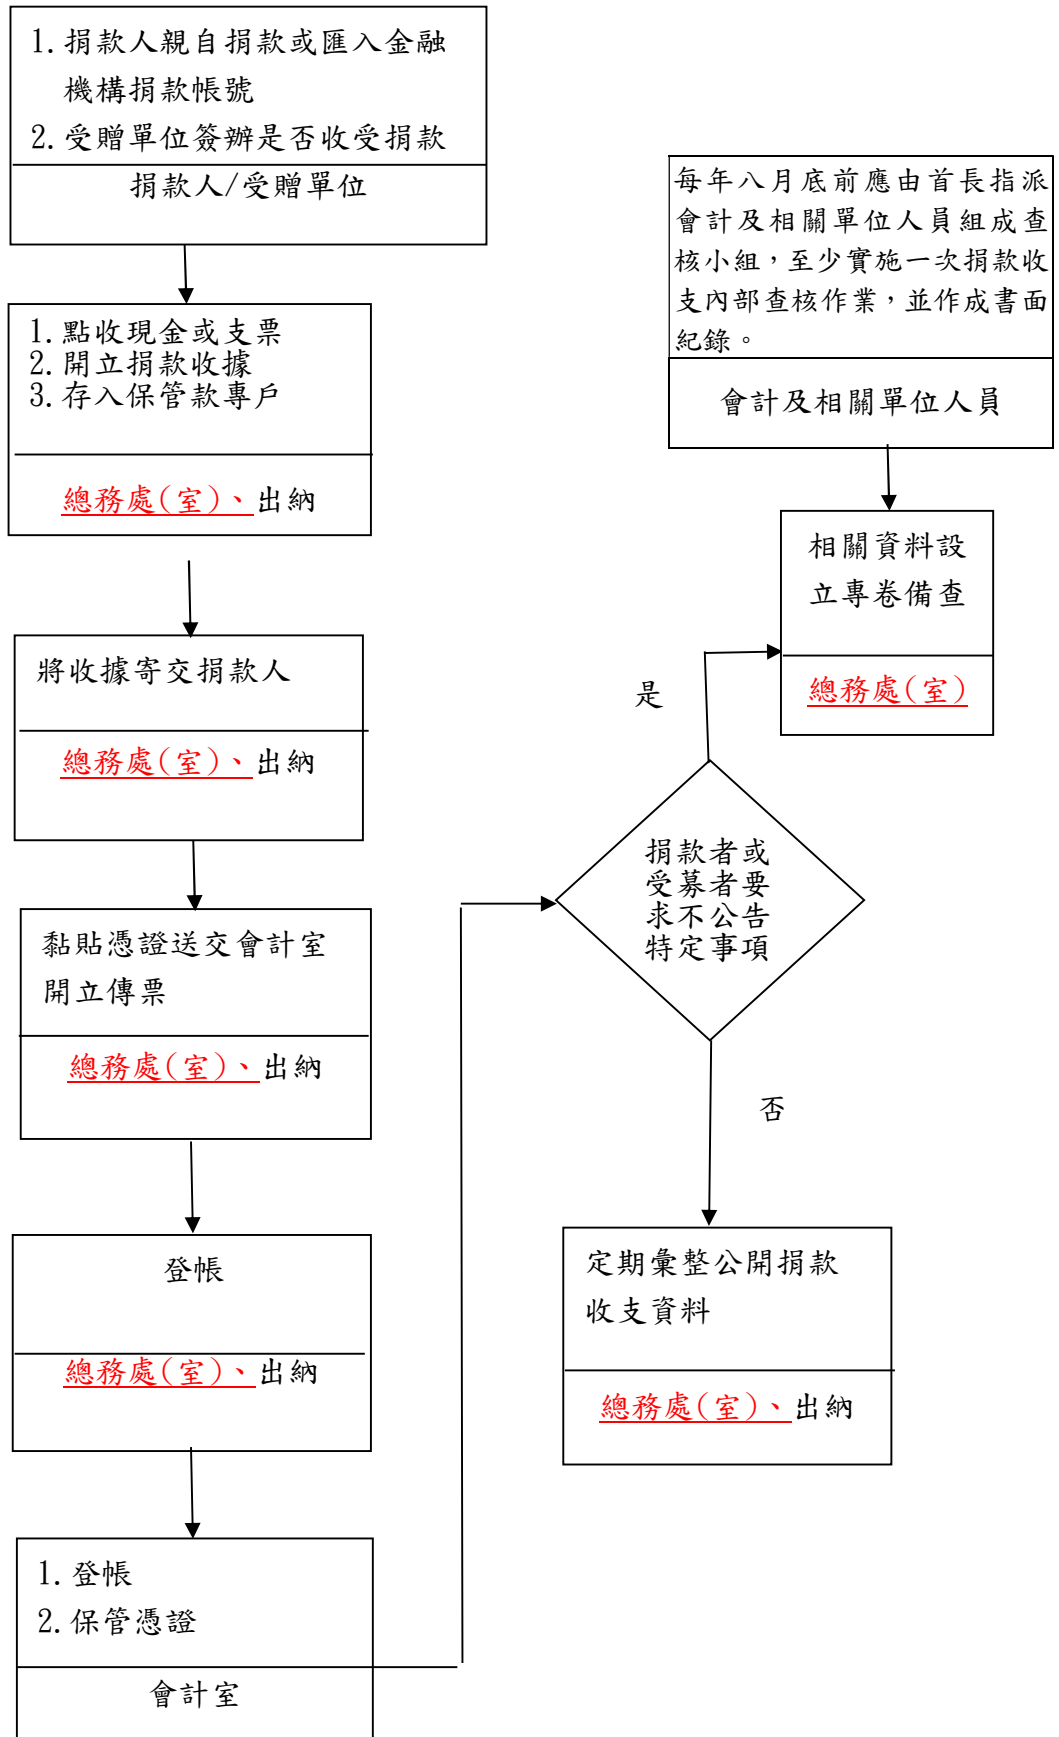 1. 捐款人親自捐款或匯入金融
機構捐款帳號
2. 受贈單位簽辦是否收受捐款
捐款人/受贈單位
1. 點收現金或支票
2. 開立捐款收據
3. 存入保管款專戶
總務處(室)、出納
將收據寄交捐款人
總務處(室)、出納
黏貼憑證送交會計室
開立傳票
總務處(室)、出納
登帳
總務處(室)、出納
1. 登帳
2. 保管憑證
會計室
每年八月底前應由首長指派
會計及相關單位人員組成查
核小組，至少實施一次捐款收
支內部查核作業，並作成書面
紀錄。
會計及相關單位人員
相關資料設
立專卷備查
總務處(室)
是
捐款者或
受募者要
求不公告
特定事項
否
定期彙整公開捐款
收支資料
總務處(室)、出納